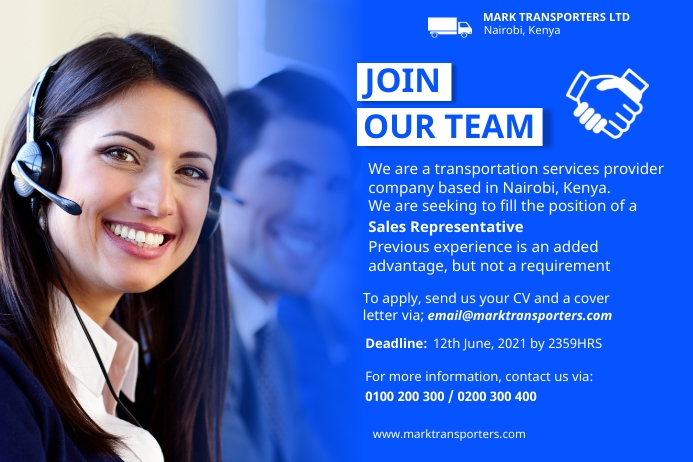 MARK TRANSPORTERS LTD
Nairobi, Kenya
JOIN
OUR TEAM
We are a transportation services provider
company based in Nairobi, Kenya.
We are seeking to fill the position of a
Sales Representative
Previous experience is an added
advantage, but not a requirement
To apply, send us your CV and a cover
letter via; email@marktransporters.com
Deadline: 12th June, 2021 by 2359HRS
For more information, contact us via:
0100 200 300 / 0200 300 400
www.marktransporters.com